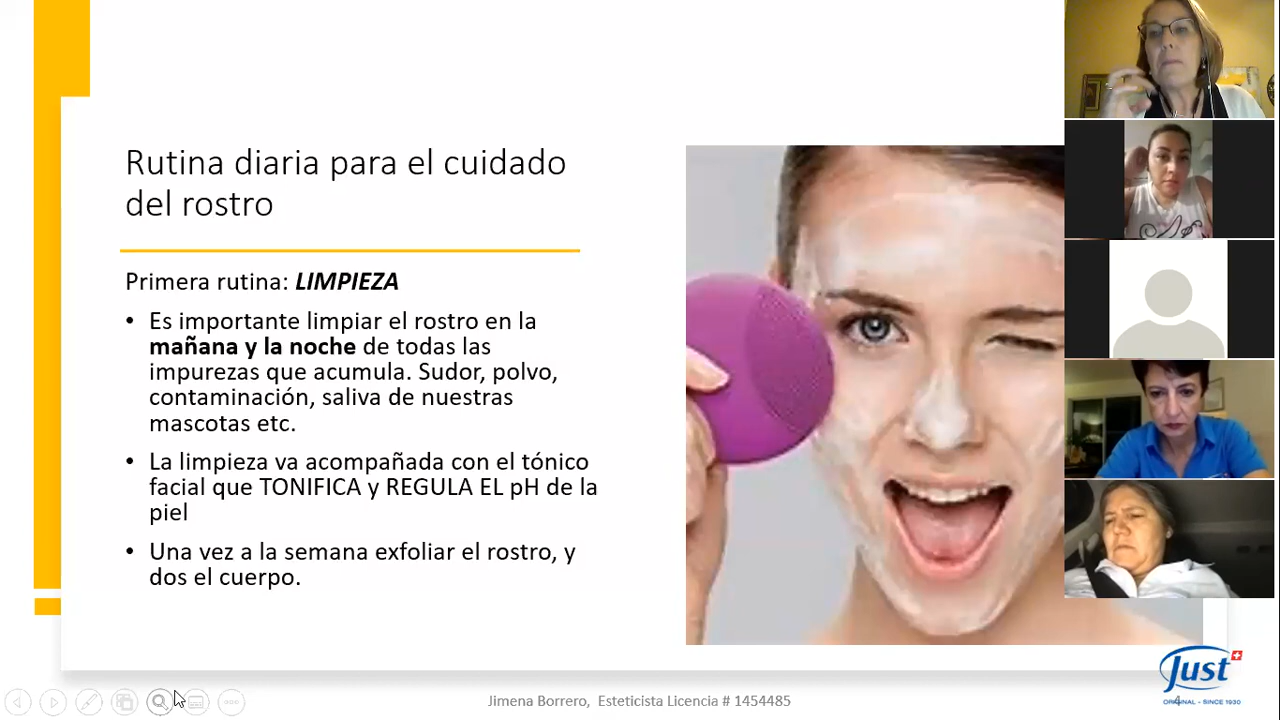 Rutina diaria para el cuidado
del rostro
Primera rutina: LIMPIEZA
• Es importante limpiar el rostro en la
mañana y la noche de todas las
impurezas que acumula. Sudor, polvo,
contaminación, saliva de nuestras
mascotas etc.
• La limpieza va acompañada con el tónico
facial que TONIFICA y REGULA EL pH de la
piel
• Una vez a la semana exfoliar el rostro, y
dos el cuerpo.
Jimena Borrero, Esteticista Licencia # 1454485
Just
ORIGINAL - SINCE 1930
4